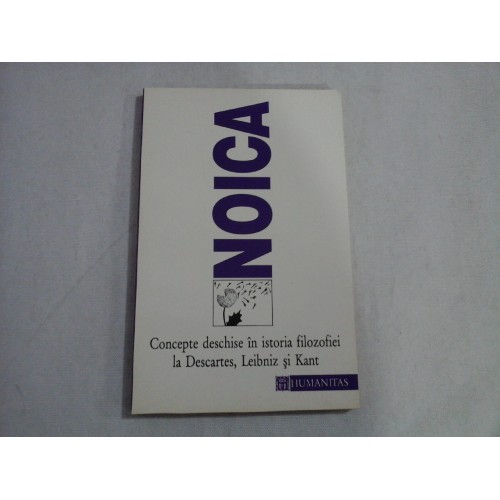 NOICA
Concepte deschise în istoria filozofiei
la Descartes, Leibniz şi Kant
HUMANITAS